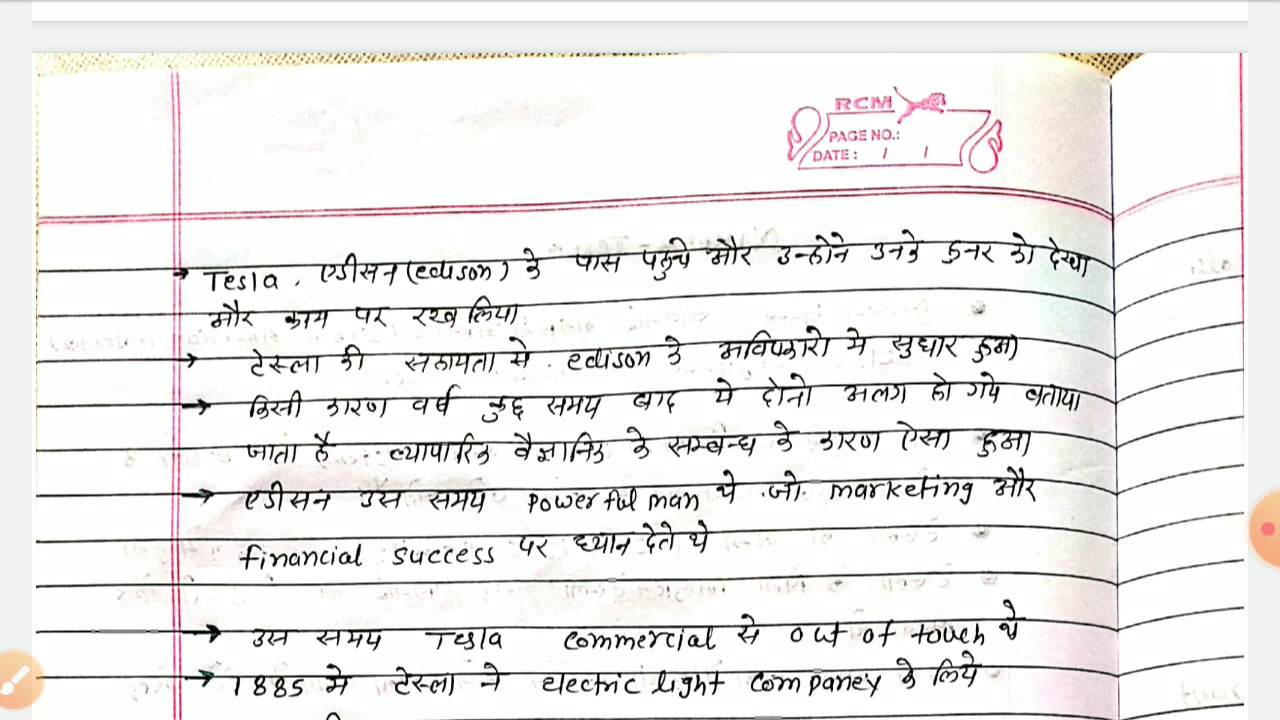 RCM
PAGE NO.:
DATE: / /
→ Tesla . एडीसन (edison) के पास पहुचे और उन्होने उनके हुनर को देखा
और काम पर रख लिया
→ टेस्ला की सहायता से . edison के अविष्कारो मे सुधार हुआ
→ किसी कारण वर्ष कुछ समय बाद ये दोनो अलग हो गये बताया
जाता है .. व्यापारिक वैज्ञानिक के सम्बन्ध के कारण ऐसा हुआ
→ एडीसन उस समय powerful man थे . जो marketing और
financial success पर ध्यान देते थे
→ उस समय Tesla commercial से out of touch थे
→ 1885 मे टेस्ला ने electric light companey के लिये